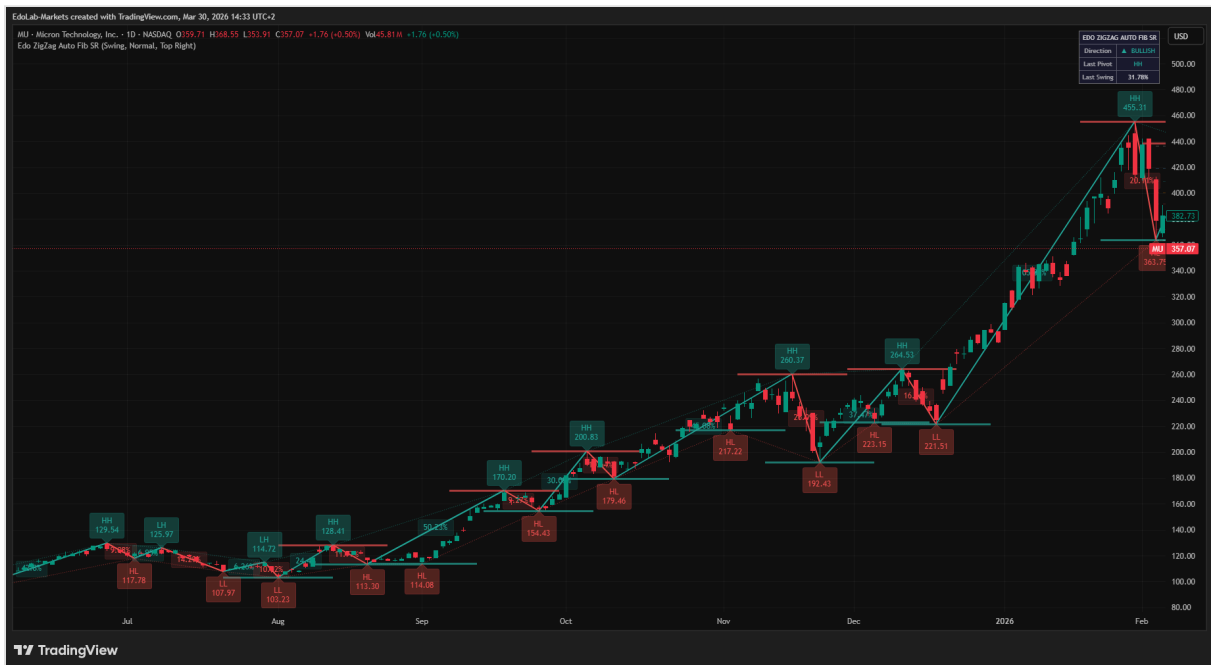 EdoLab-Markets created with TradingView.com, Mar 30, 2026 14:33 UTC+2
MU · Micron Technology, Inc. · 1D · NASDAQ O359.71 H368.55 L353.91 C357.07 +1.76 (+0.50%) Vol45.81M +1.76 (+0.50%)
Edo ZigZag Auto Fib SR (Swing, Normal, Top Right)
EDO ZIGZAG AUTO FIB SR
Direction ▲ BULLISH
Last Pivot HH
Last Swing 31.78%
USD
500.00
480.00
460.00
440.00
420.00
400.00
382.73
MU 357.07
340.00
320.00
300.00
280.00
260.00
240.00
220.00
200.00
180.00
160.00
140.00
120.00
100.00
80.00
HH
129.54
HL
117.78
LH
125.97
LL
107.97
LH
114.72
LL
103.23
HH
128.41
HL
113.30
HL
114.08
50.23%
HH
170.20
HL
154.43
HH
200.83
HL
179.46
HL
217.22
HH
260.37
LL
192.43
HL
223.15
HH
264.53
LL
221.51
HH
455.31
Jul
Aug
Sep
Oct
Nov
Dec
2026
Feb
TradingView